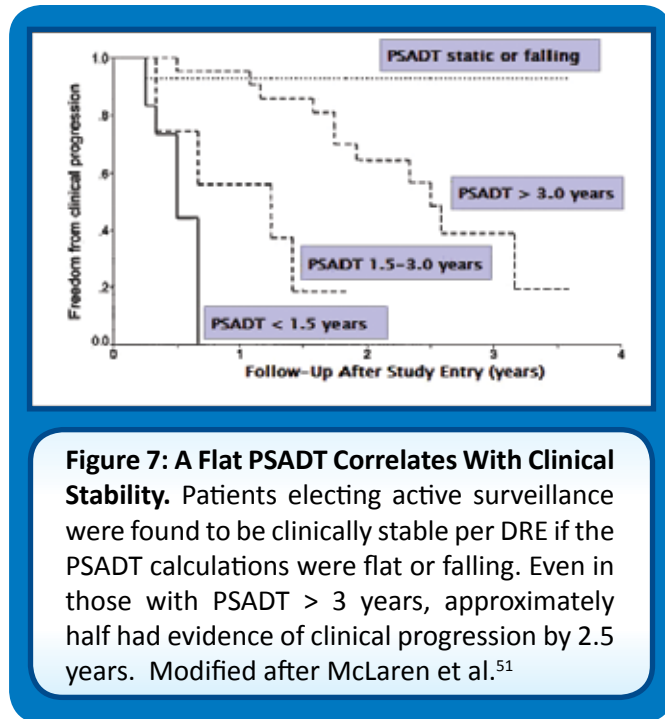 PSADT static or falling
PSADT > 3.0 years
PSADT 1.5–3.0 years
PSADT < 1.5 years
Freedom from clinical progression
1.0
.8
.6
.4
.2
0.0
0 1 2 3 4
Follow-Up After Study Entry (years)
Figure 7: A Flat PSADT Correlates With Clinical
Stability. Patients electing active surveillance
were found to be clinically stable per DRE if the
PSADT calculations were flat or falling. Even in
those with PSADT > 3 years, approximately
half had evidence of clinical progression by 2.5
years. Modified after McLaren et al.51